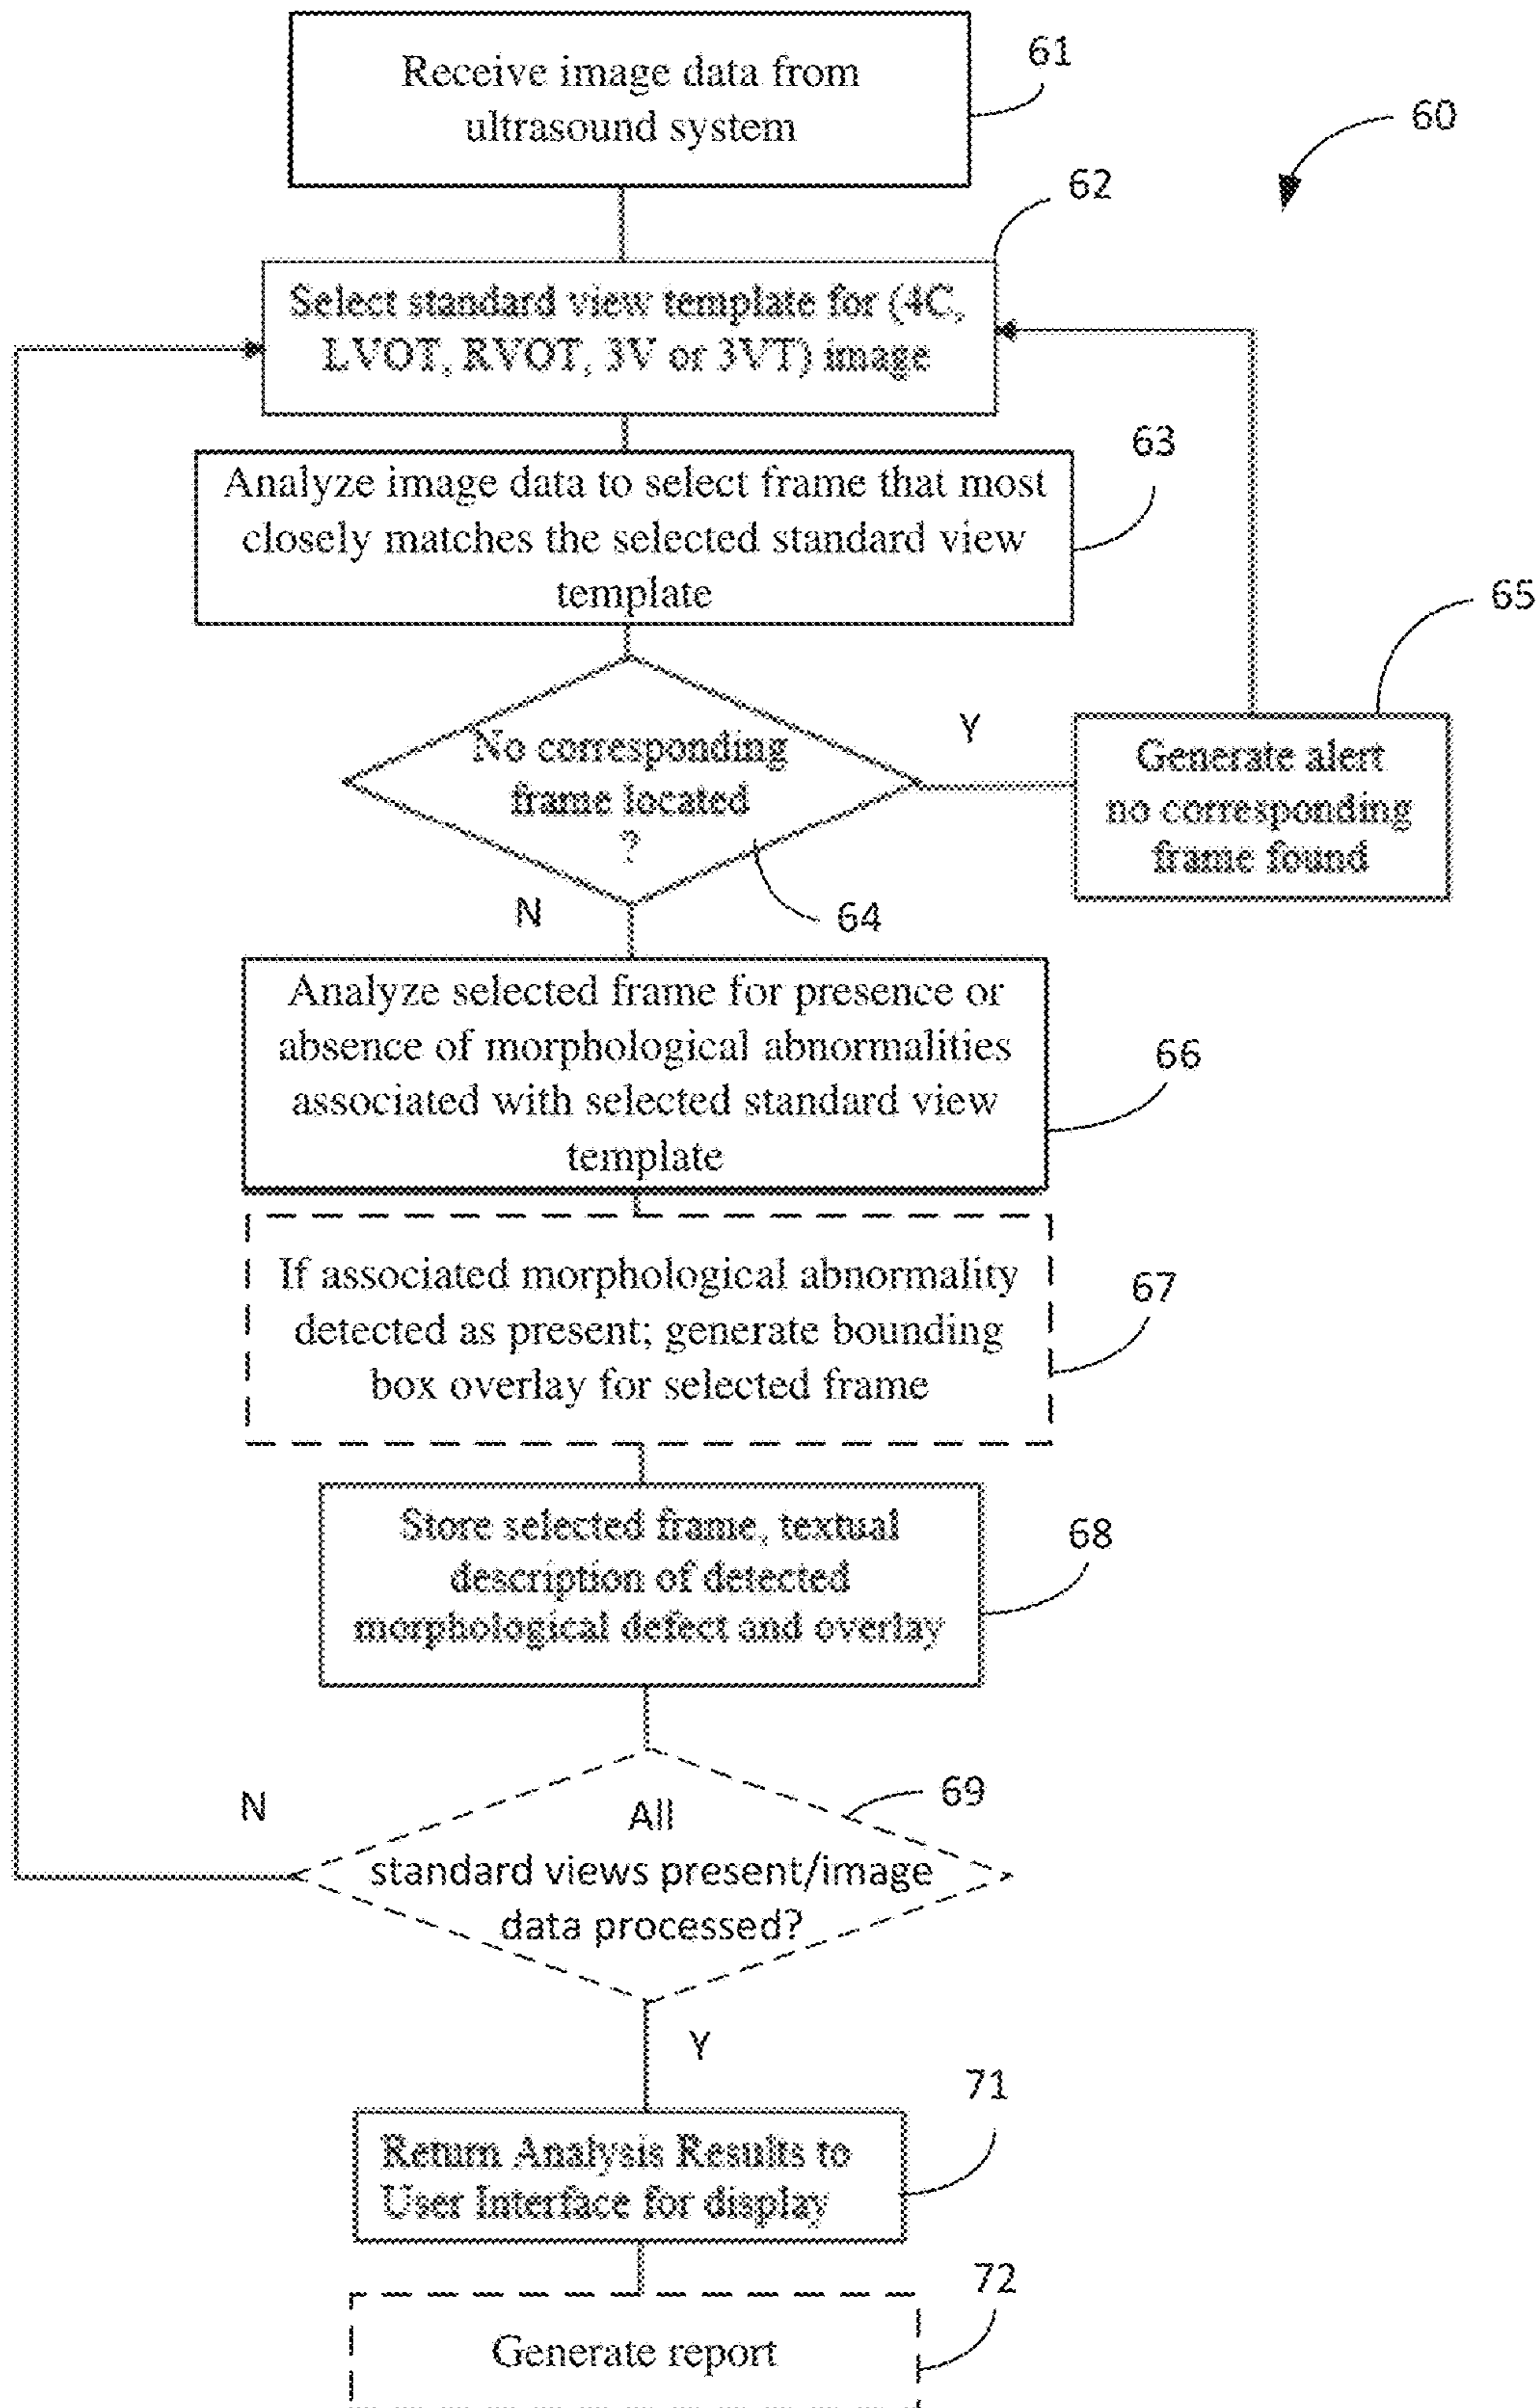 Receive image data from
ultrasound system
61
60
62
Select standard view template for (4C,
LVOT, RVOT, 3V or 3VT) image
63
Analyze image data to select frame that most
closely matches the selected standard view
template
65
No corresponding
frame located
?
Y
Generate alert
no corresponding
frame found
N
64
Analyze selected frame for presence or
absence of morphological abnormalities
associated with selected standard view
template
66
If associated morphological abnormality
detected as present; generate bounding
box overlay for selected frame
67
Store selected frame, textual
description of detected
morphological defect and overlay
68
N
69
All
standard views present/image
data processed?
Y
71
Return Analysis Results to
User Interface for display
72
Generate report